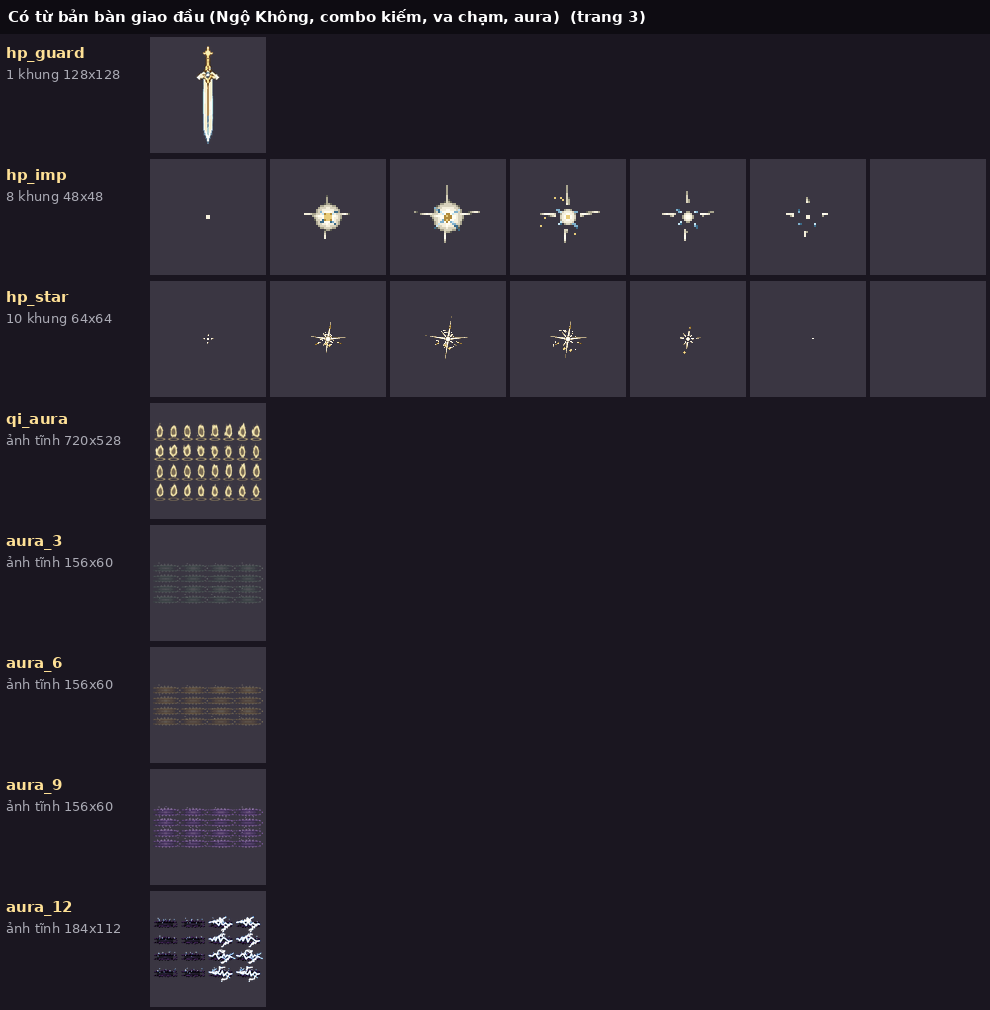 Có từ bản bàn giao đầu (Ngộ Không, combo kiếm, va chạm, aura)  (trang 3)
hp_guard
1 khung 128x128
hp_imp
8 khung 48x48
hp_star
10 khung 64x64
qi_aura
ảnh tĩnh 720x528
aura_3
ảnh tĩnh 156x60
aura_6
ảnh tĩnh 156x60
aura_9
ảnh tĩnh 156x60
aura_12
ảnh tĩnh 184x112